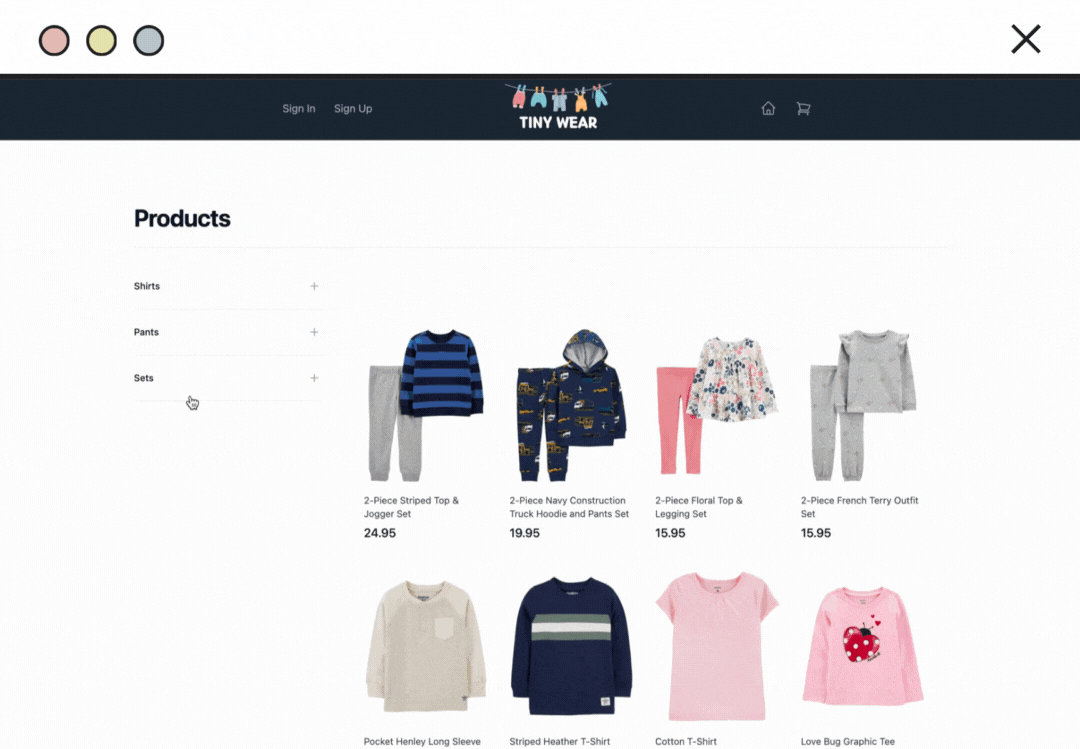 Sign In
Sign Up
TINY WEAR
Products
Shirts
Pants
Sets
2-Piece Striped Top &
Jogger Set
24.95
2-Piece Navy Construction
Truck Hoodie and Pants Set
19.95
2-Piece Floral Top &
Legging Set
15.95
2-Piece French Terry Outfit
Set
15.95
Pocket Henley Long Sleeve
Striped Heather T-Shirt
Cotton T-Shirt
Love Bug Graphic Tee